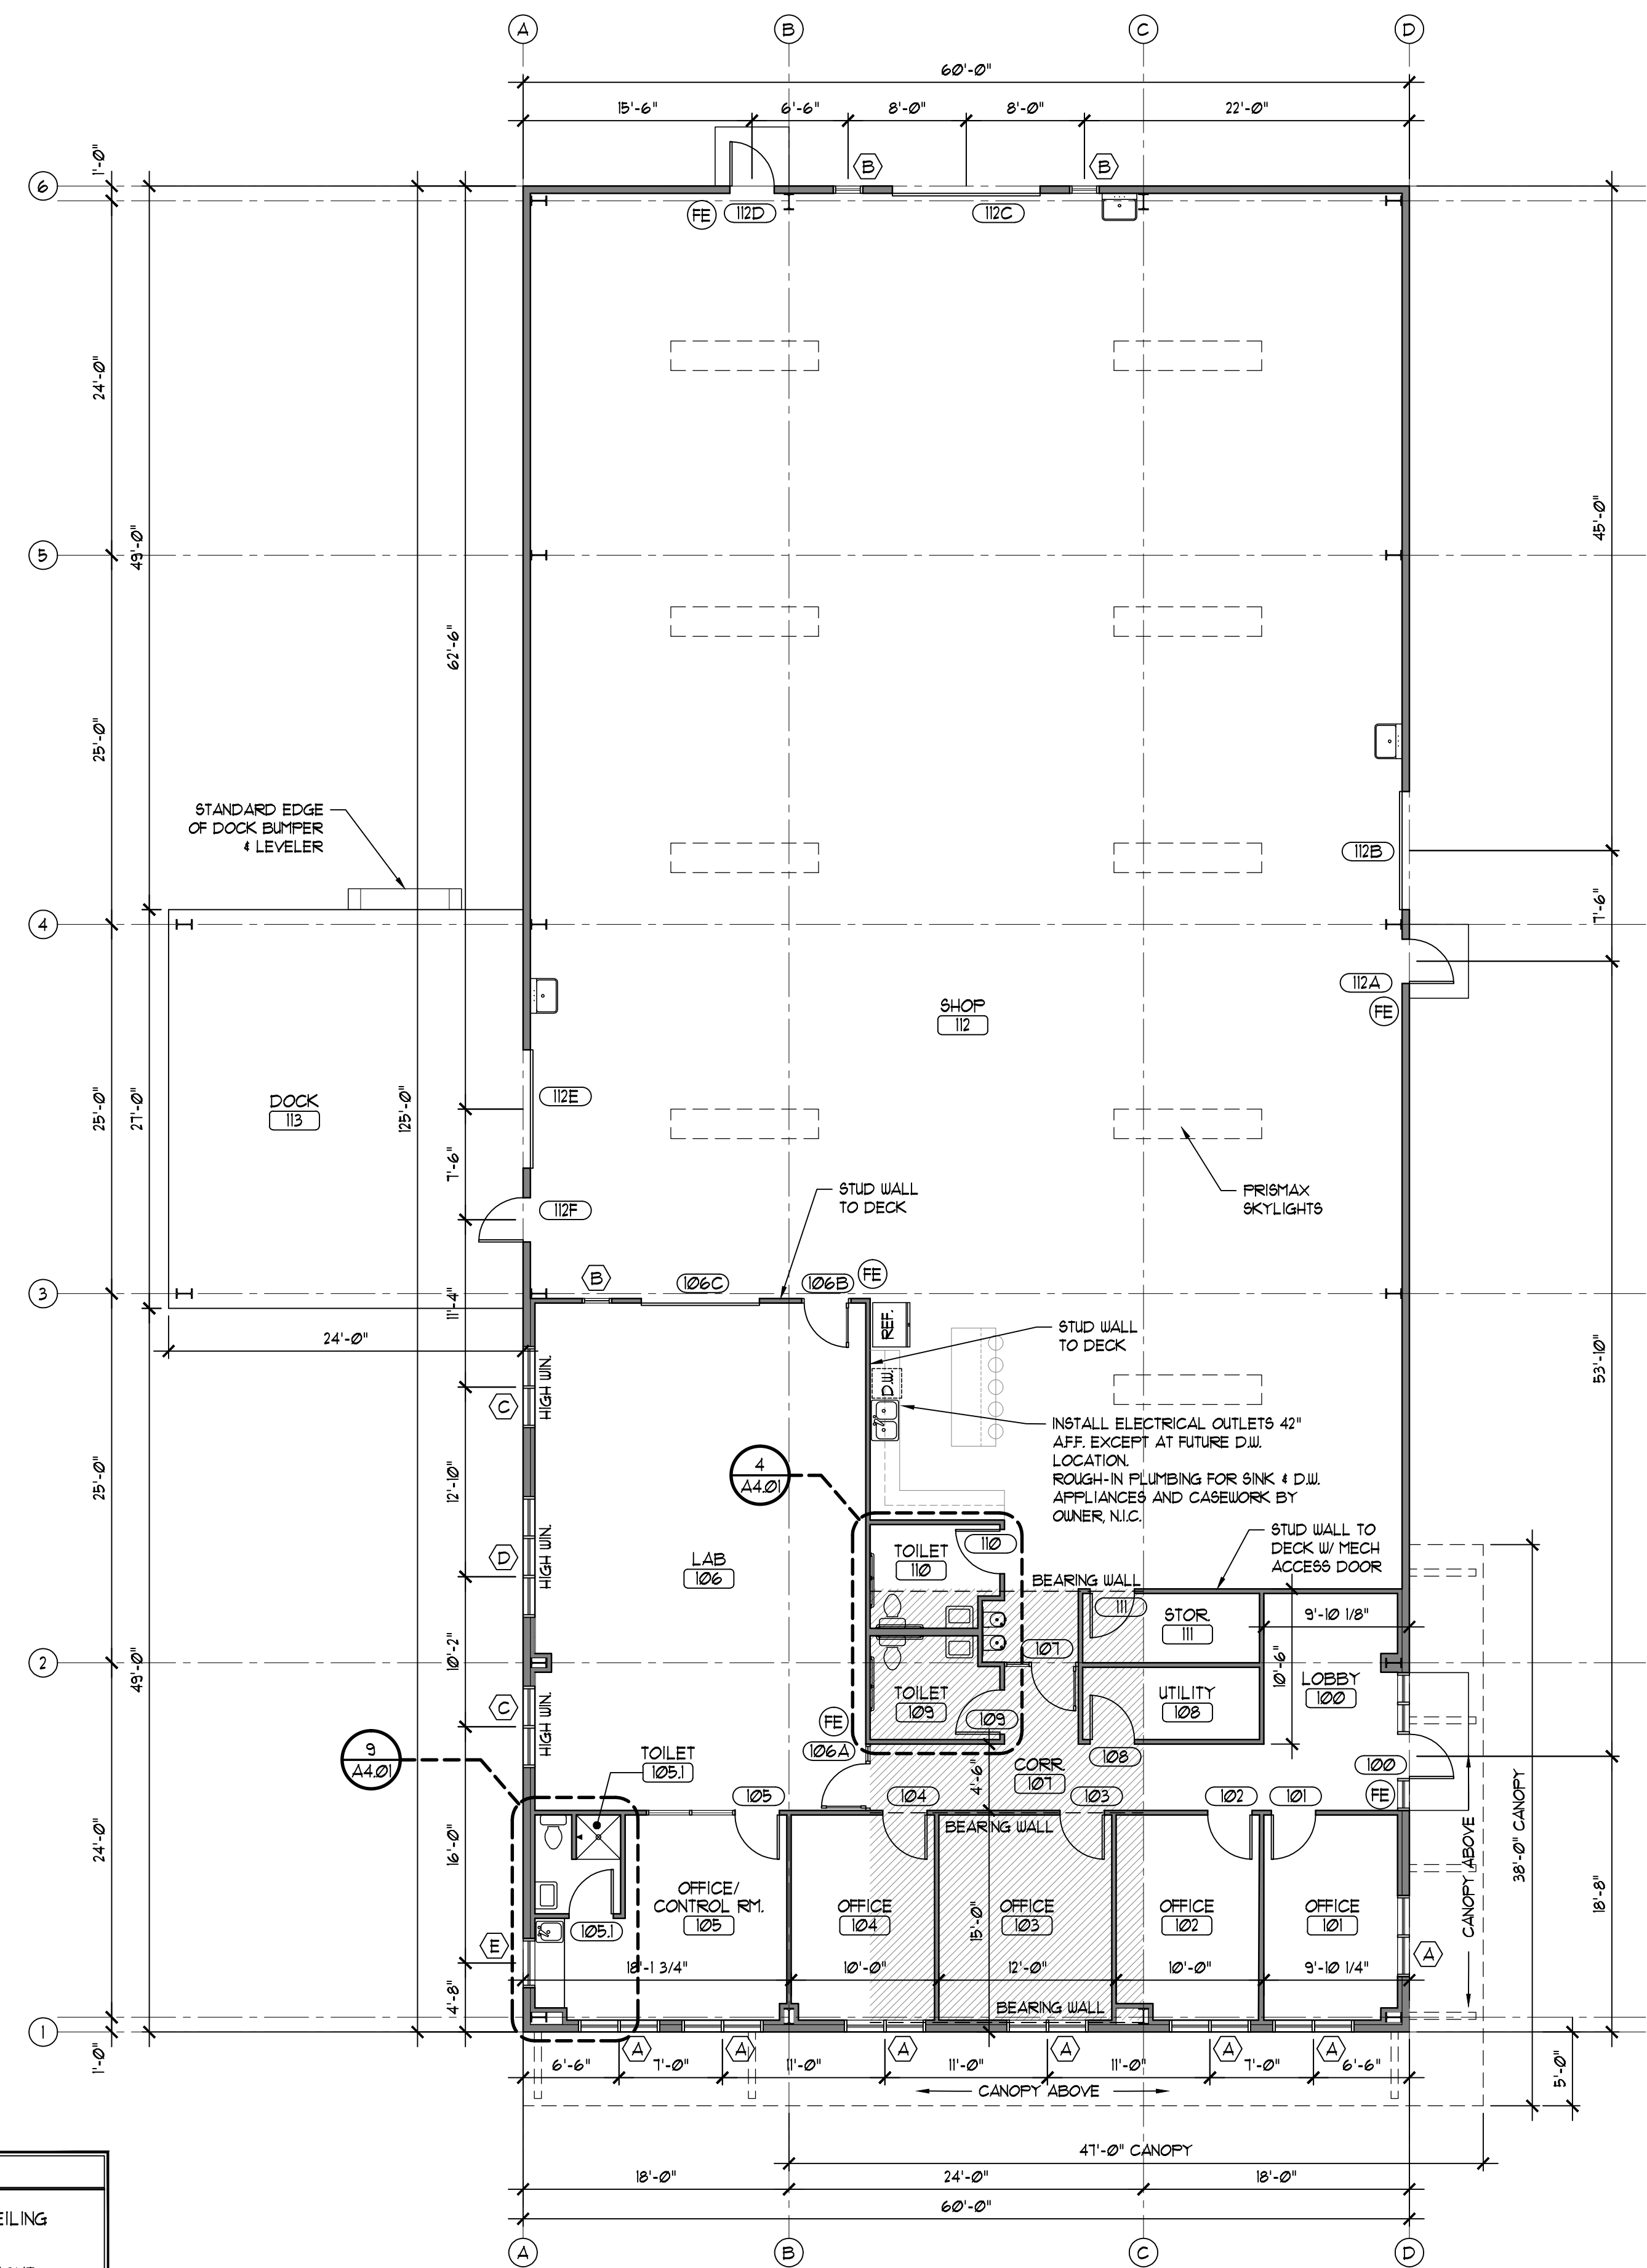 A
B
C
D
60'-0"
15'-6"
6'-6"
8'-0"
8'-0"
22'-0"
B
B
6
1'-0"
FE
112D
112C
24'-0"
49'-0"
45'-0"
5
62'-6"
25'-0"
STANDARD EDGE
OF DOCK BUMPER
& LEVELER
112B
7'-6"
4
112A
FE
SHOP
112
DOCK
113
25'-0"
27'-0"
125'-0"
112E
7'-6"
112F
STUD WALL
TO DECK
PRISMAX
SKYLIGHTS
B
106C
106B
FE
3
11'-4"
24'-0"
REF.
STUD WALL
TO DECK
53'-10"
HIGH WIN.
C
D.W.
INSTALL ELECTRICAL OUTLETS 42"
A.F.F. EXCEPT AT FUTURE D.W.
LOCATION.
ROUGH-IN PLUMBING FOR SINK & D.W.
APPLIANCES AND CASEWORK BY
OWNER, N.I.C.
25'-0"
12'-10"
4
A4.01
HIGH WIN.
D
LAB
106
TOILET
110
110
STUD WALL TO
DECK W/ MECH
ACCESS DOOR
BEARING WALL
111
STOR.
111
9'-10 1/8"
107
10'-6"
2
49'-0"
10'-2"
C
HIGH WIN.
TOILET
109
109
UTILITY
108
108
LOBBY
100
FE
106A
9
A4.01
TOILET
105.1
CORR.
107
4'-6"
100
FE
105
104
103
102
101
BEARING WALL
24'-0"
16'-0"
CANOPY ABOVE
38'-0" CANOPY
18'-8"
OFFICE/
CONTROL RM.
105
OFFICE
104
OFFICE
103
OFFICE
102
OFFICE
101
15'-0"
105.1
E
A
18'-1 3/4"
10'-0"
12'-0"
10'-0"
9'-10 1/4"
4'-8"
BEARING WALL
1
1'-0"
A
A
A
A
A
A
6'-6"
7'-0"
11'-0"
11'-0"
11'-0"
7'-0"
6'-6"
5'-0"
CANOPY ABOVE
47'-0" CANOPY
18'-0"
24'-0"
18'-0"
60'-0"
EILING
A
B
C
D